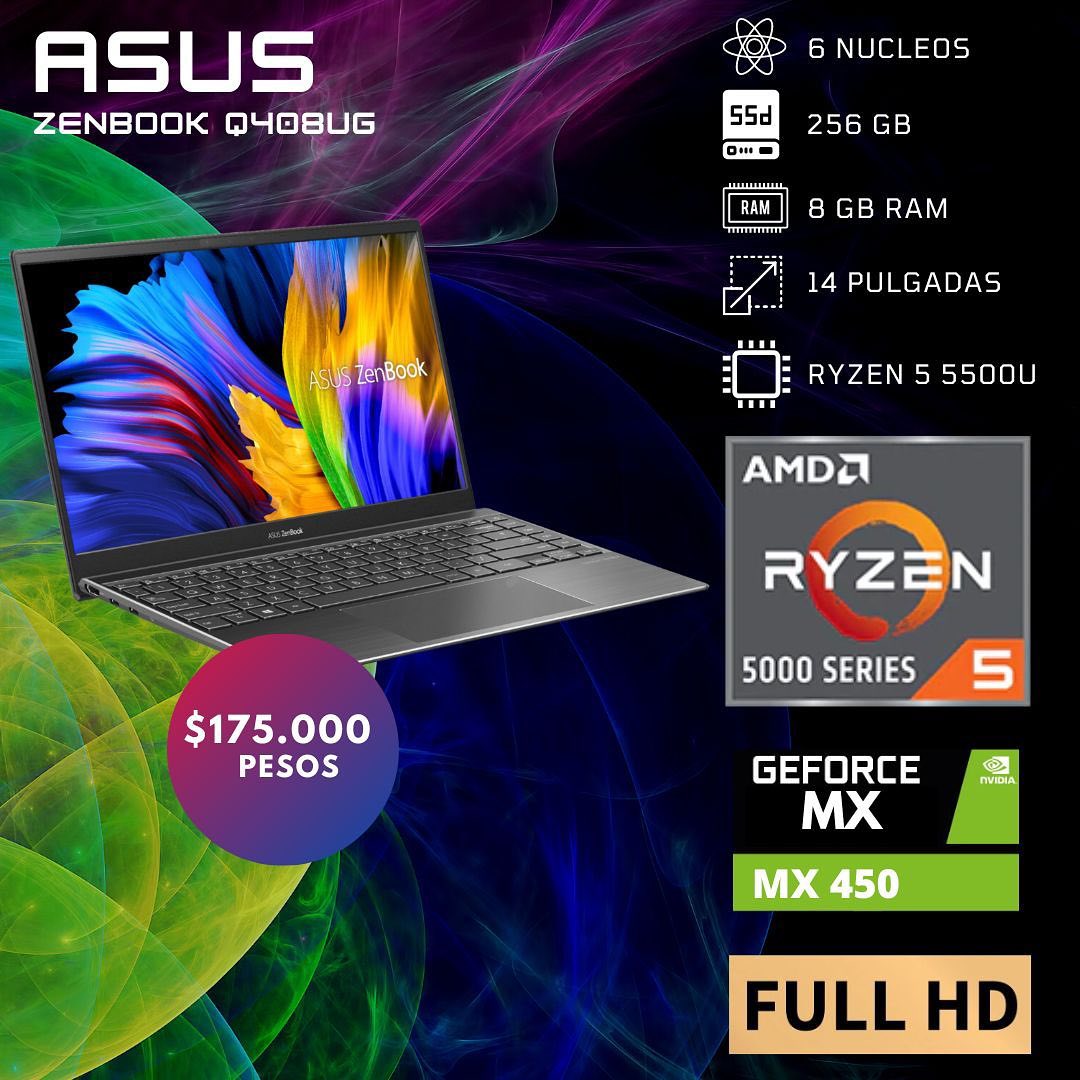 ASUS
ZENBOOK Q408UG
6 NUCLEOS
SSd
256 GB
RAM
8 GB RAM
14 PULGADAS
RYZEN 5 5500U
ASUS ZenBook
ASUS ZenBook
AMD
RYZEN
5000 SERIES
5
$175.000
PESOS
GEFORCE
MX
NVIDIA
MX 450
FULL HD